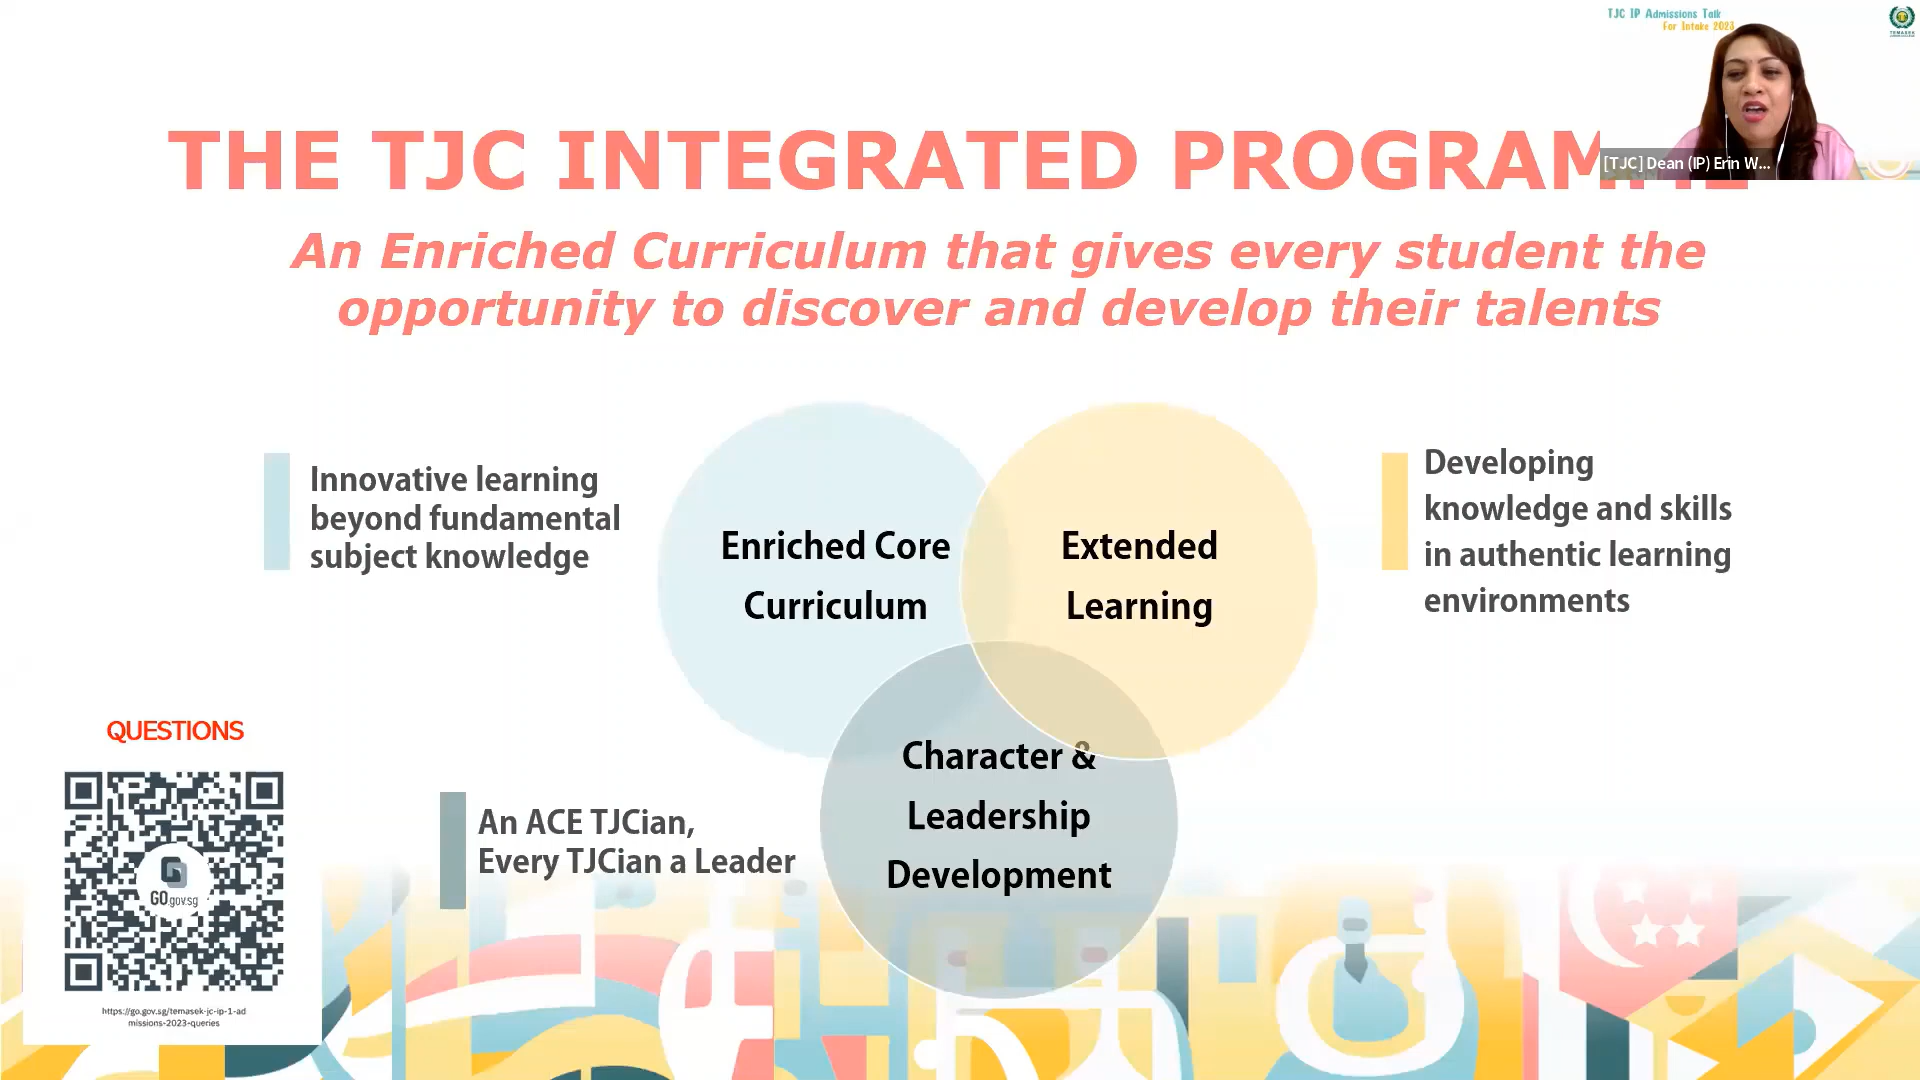 TJC IP Admissions Talk
For Intake 2023
TEMASEK
THE TJC INTEGRATED PROGRAMME
[TJC] Dean (IP) Erin W...
An Enriched Curriculum that gives every student the
opportunity to discover and develop their talents
Innovative learning
beyond fundamental
subject knowledge
Enriched Core
Curriculum
Extended
Learning
Developing
knowledge and skills
in authentic learning
environments
Character &
Leadership
Development
An ACE TJCian,
Every TJCian a Leader
QUESTIONS
GO.gov.sg
https://go.gov.sg/temasek-jc-ip-1-ad
missions-2023-queries